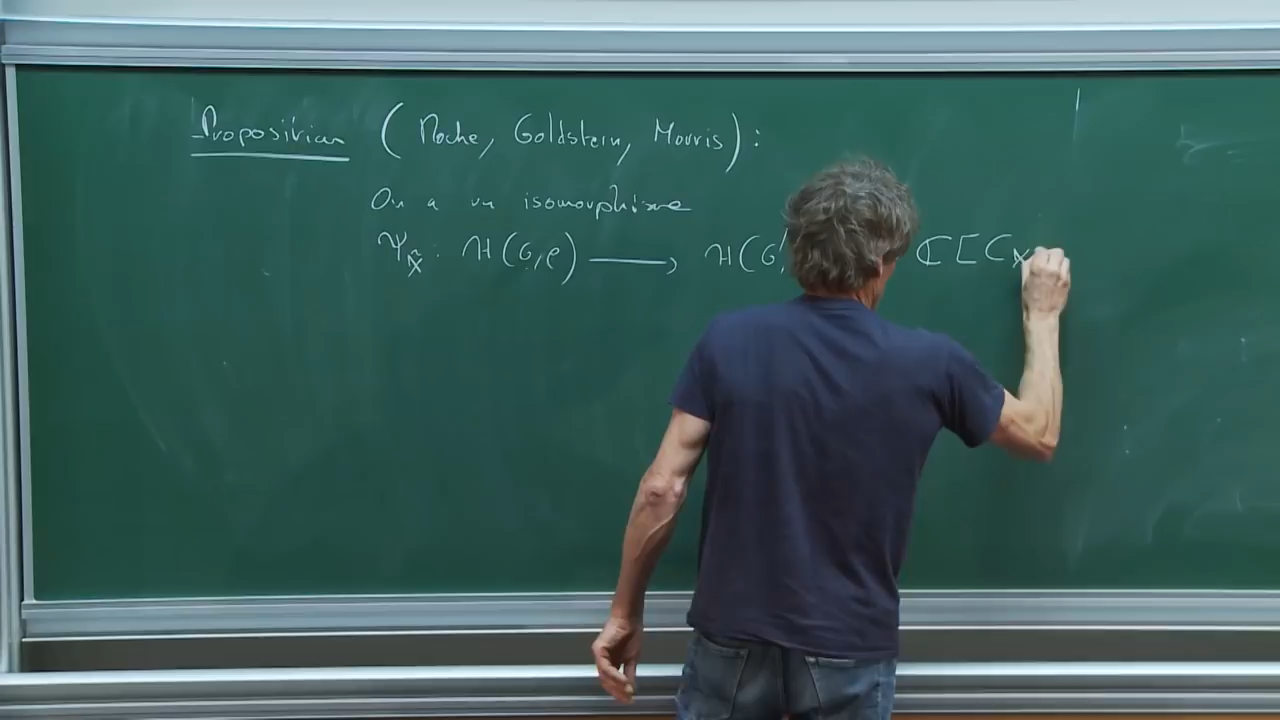 Proposition (Roche, Goldstein, Morris) :
On a un isomorphisme
Ψ_χ̃ : H(G,ρ) ⟶ H(G' ℂ[C_χ